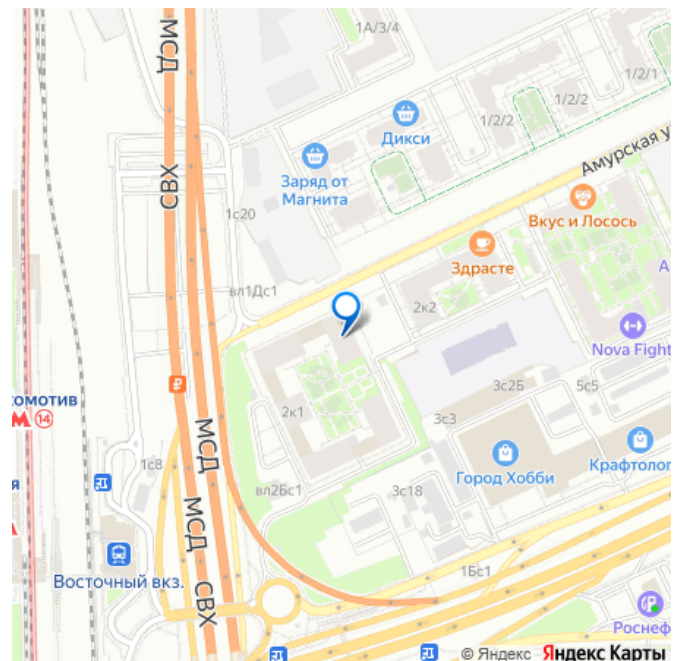 МСД
1А/3/4
1/2/1
1/2/2
1/2/2
Дикси
Амурская у
Заряд от
Магнита
СВХ
1с20
Вкус и Лосось
Здрасте
вл1Дс1
2к2
А
Nova Fight
3с2Б
5с5
комотив
14
2к1
3с3
МСД
1с8
Город Хобби
Крафтолог
я
вл2Бс1
3с18
МСД
Восточный вкз.
1Бс1
СВХ
Роснеф
© Яндекс Яндекс Карты